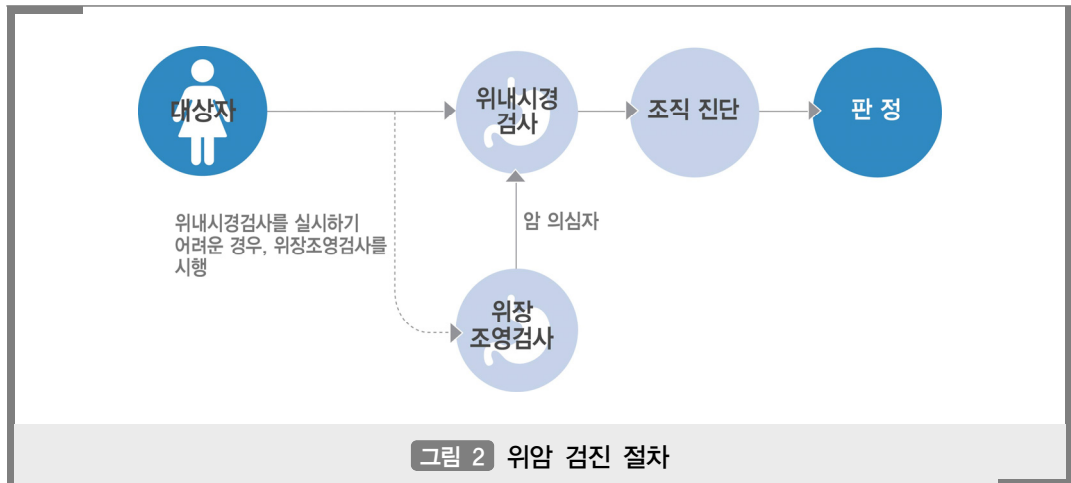 대상자
위내시경
검사
조직 진단
판 정
위내시경검사를 실시하기
어려운 경우, 위장조영검사를
시행
암 의심자
위장
조영검사
그림 2 위암 검진 절차